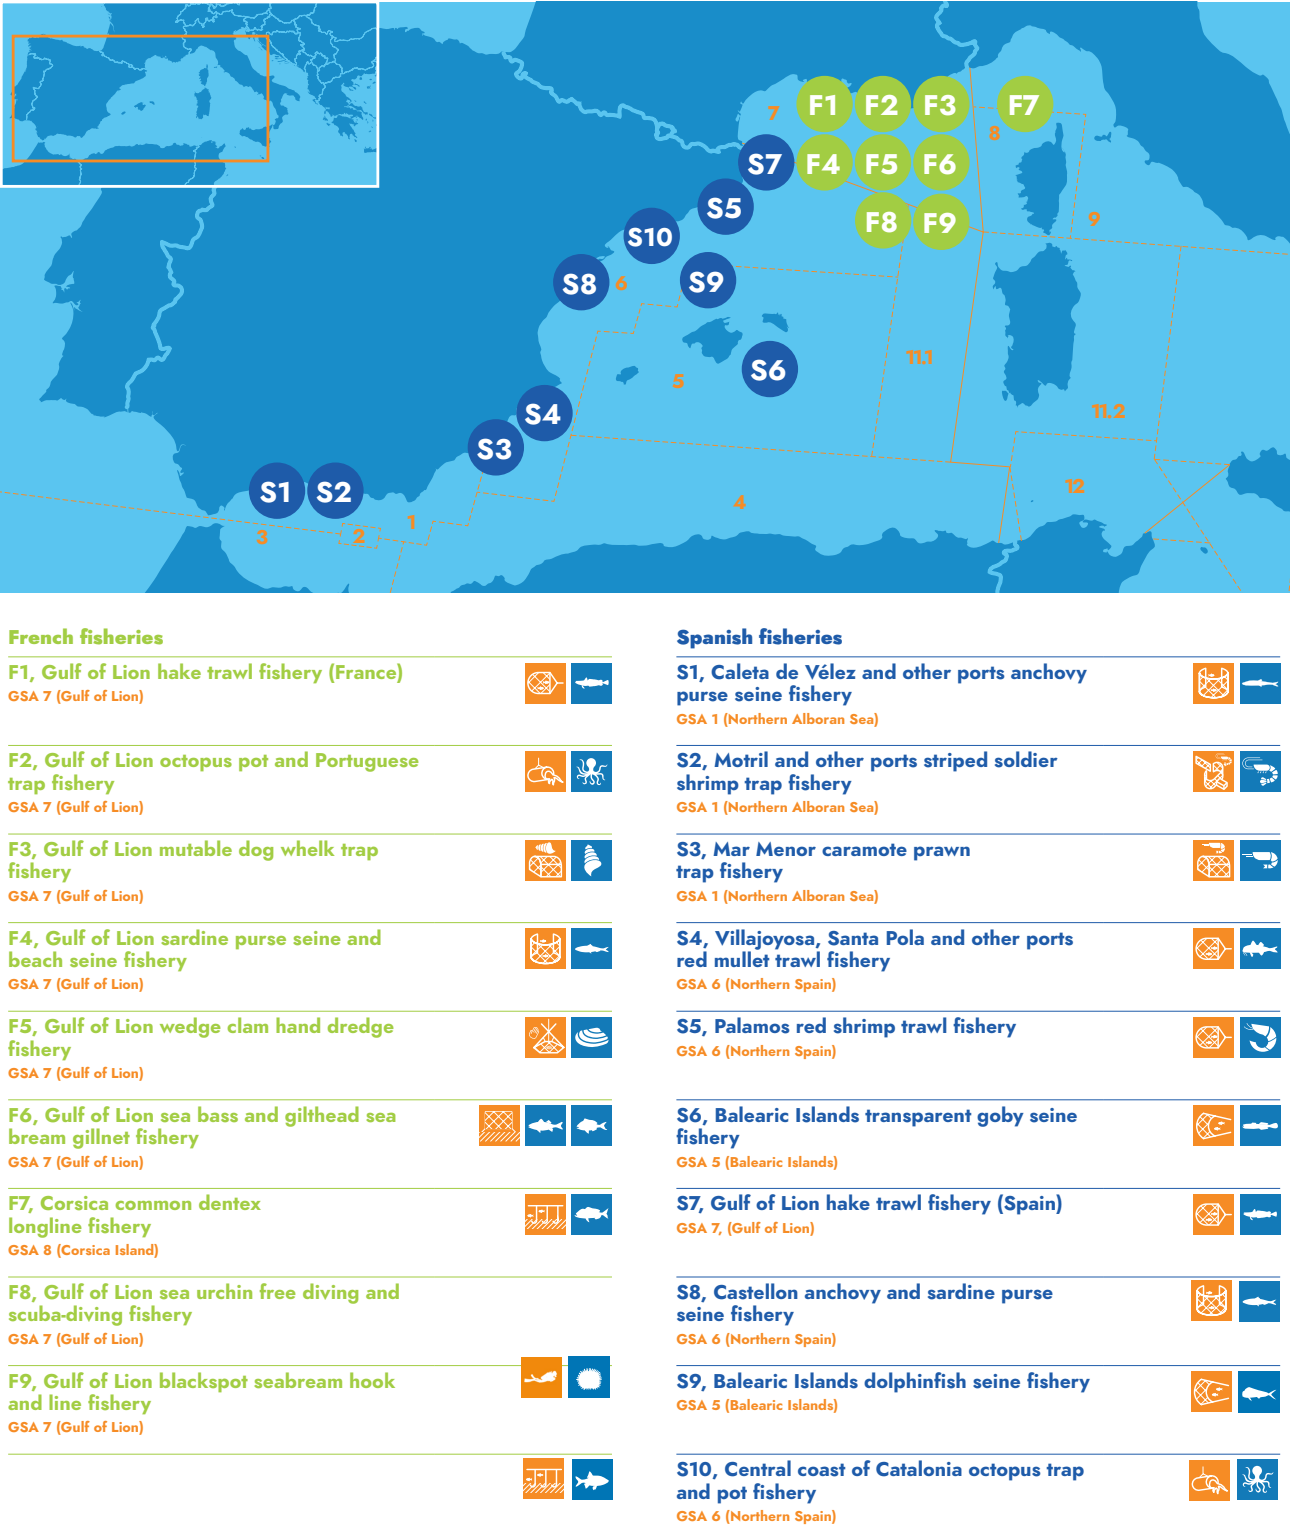 7
F1
F2
F3
F7
8
S7
F4
F5
F6
S5
F8
F9
9
S10
S8
6
S9
S6
5
11.1
S4
11.2
S3
S1
S2
12
4
1
3
2
French fisheries
F1, Gulf of Lion hake trawl fishery (France)
GSA 7 (Gulf of Lion)
F2, Gulf of Lion octopus pot and Portuguese
trap fishery
GSA 7 (Gulf of Lion)
F3, Gulf of Lion mutable dog whelk trap
fishery
GSA 7 (Gulf of Lion)
F4, Gulf of Lion sardine purse seine and
beach seine fishery
GSA 7 (Gulf of Lion)
F5, Gulf of Lion wedge clam hand dredge
fishery
GSA 7 (Gulf of Lion)
F6, Gulf of Lion sea bass and gilthead sea
bream gillnet fishery
GSA 7 (Gulf of Lion)
F7, Corsica common dentex
longline fishery
GSA 8 (Corsica Island)
F8, Gulf of Lion sea urchin free diving and
scuba-diving fishery
GSA 7 (Gulf of Lion)
F9, Gulf of Lion blackspot seabream hook
and line fishery
GSA 7 (Gulf of Lion)
Spanish fisheries
S1, Caleta de Vélez and other ports anchovy
purse seine fishery
GSA 1 (Northern Alboran Sea)
S2, Motril and other ports striped soldier
shrimp trap fishery
GSA 1 (Northern Alboran Sea)
S3, Mar Menor caramote prawn
trap fishery
GSA 1 (Northern Alboran Sea)
S4, Villajoyosa, Santa Pola and other ports
red mullet trawl fishery
GSA 6 (Northern Spain)
S5, Palamos red shrimp trawl fishery
GSA 6 (Northern Spain)
S6, Balearic Islands transparent goby seine
fishery
GSA 5 (Balearic Islands)
S7, Gulf of Lion hake trawl fishery (Spain)
GSA 7, (Gulf of Lion)
S8, Castellon anchovy and sardine purse
seine fishery
GSA 6 (Northern Spain)
S9, Balearic Islands dolphinfish seine fishery
GSA 5 (Balearic Islands)
S10, Central coast of Catalonia octopus trap
and pot fishery
GSA 6 (Northern Spain)